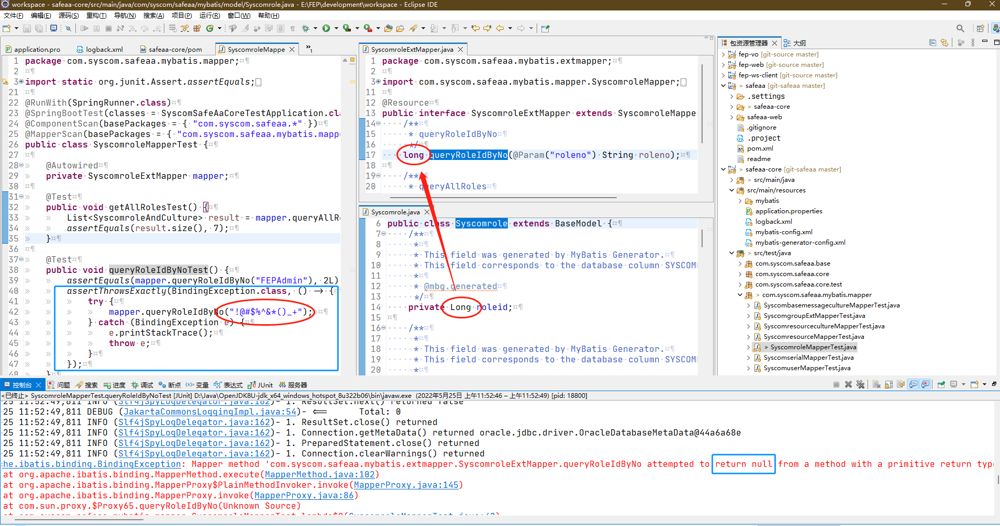 workspace - safeaa-core/src/main/java/com/syscom/safeaa/mybatis/model/Syscomrole.java - E:\FEP\development\workspace - Eclipse IDE
文件(F) 编辑(E) 源码(S) 重构(T) 导航(N) 搜索(A) 项目(P) 运行(R) 窗口(W) 帮助(H)
application.pro logback.xml safeaa-core/pom SyscomroleMappe »1
1 package com.syscom.safeaa.mybatis.mapper;¤¶
2 ¤¶
3 import static org.junit.Assert.assertEquals;
21 ¤¶
22 @RunWith(SpringRunner.class)¤¶
23 @SpringBootTest(classes = SyscomSafeAaCoreTestApplication.cla
24 @ComponentScan(basePackages = { "com.syscom.safeaa.*" })¤¶
25 @MapperScan(basePackages = { "com.syscom.safeaa.mybatis.mapp
26 public class SyscomroleMapperTest {¤¶
27 ¤¶
28 » @Autowired¤¶
29 » private SyscomroleExtMapper mapper;¤¶
30 ¤¶
31 » @Test¤¶
32 » public void getAllRolesTest() {¤¶
33 » » List<SyscomroleAndCulture> result = mapper.queryAllRo
34 » » assertEquals(result.size(), 7);¤¶
35 » }¤¶
36 ¤¶
37 » @Test¤¶
38 » public void queryRoleIdByNoTest() {¤¶
39 » » assertEquals(mapper.queryRoleIdByNo("FEPAdmin"), 2L)
40 » » assertThrowsExactly(BindingException.class, () -> {¤¶
41 » » » try {¤¶
42 » » » » mapper.queryRoleIdByNo("!@#$%^&*()_+");¤¶
43 » » » } catch (BindingException e) {¤¶
44 » » » » e.printStackTrace();¤¶
45 » » » » throw e;¤¶
46 » » » }¤¶
47 » » });¤¶
48 » }¤¶
SyscomroleExtMapper.java
1 package com.syscom.safeaa.mybatis.extmapper;¤¶
2 ¤¶
3 import com.syscom.safeaa.mybatis.mapper.SyscomroleMapper;
11 ¤¶
12 @Resource¤¶
13 public interface SyscomroleExtMapper extends SyscomroleMapper
14 ····/**¤¶
15 ···· * queryRoleIdByNo¤¶
16 ···· */¤¶
17 ····long queryRoleIdByNo(@Param("roleno") String roleno);¤¶
18 ¤¶
19 ····/**¤¶
20 ···· * queryAllRoles¤¶
Syscomrole.java
6 public class Syscomrole extends BaseModel {¤¶
7 ····/**¤¶
8 ·····*¤¶
9 ·····* This field was generated by MyBatis Generator.¤¶
10 ·····* This field corresponds to the database column SYSCOM
11 ·····*¤¶
12 ·····* @mbg.generated¤¶
13 ·····*/¤¶
14 ····private Long roleid;¤¶
15 ¤¶
16 ····/**¤¶
17 ·····*¤¶
18 ·····* This field was generated by MyBatis Generator.¤¶
19 ·····* This field corresponds to the database column SYSCOM
20 ·····*
包资源管理器 大纲
fep-vo [git-source master]
fep-web [git-source master]
fep-ws-client [git-source master]
> safeaa [git-safeaa master]
.settings
> safeaa-core
safeaa-web
.gitignore
.project
pom.xml
readme
> safeaa-core [git-safeaa master]
> src/main/java
src/main/resources
mybatis
application.properties
logback.xml
mybatis-config.xml
mybatis-generator-config.xml
> src/test/java
com.syscom.safeaa.base
com.syscom.safeaa.core
com.syscom.safeaa.core.test
> com.syscom.safeaa.mybatis.mapper
SyscombasemessagecultureMapperTest.java
SyscomgroupExtMapperTest.java
SyscomresourcecultureMapperTest.java
SyscomresourceMapperTest.java
> SyscomroleMapperTest.java
SyscomserialMapperTest.java
SyscomuserMapperTest.java
控制台 问题 搜索 进度 调试 断点 (x)= 变量 表达式 JUnit 服务器
<已终止> SyscomroleMapperTest.queryRoleIdByNoTest [JUnit] D:\Java\OpenJDK8U-jdk_x64_windows_hotspot_8u322b06\bin\javaw.exe (2022年5月25日 上午11:52:46 – 上午11:52:49) [pid: 18800]
-25 11:52:49,811 INFO (Slf4jSpyLogDelegator.java:162)- 1. ResultSet.next() returned false
-25 11:52:49,811 DEBUG (JakartaCommonsLoggingImpl.java:54)- <== Total: 0
-25 11:52:49,811 INFO (Slf4jSpyLogDelegator.java:162)- 1. ResultSet.close() returned
-25 11:52:49,811 INFO (Slf4jSpyLogDelegator.java:162)- 1. Connection.getMetaData() returned oracle.jdbc.driver.OracleDatabaseMetaData@44a6a68e
-25 11:52:49,811 INFO (Slf4jSpyLogDelegator.java:162)- 1. PreparedStatement.close() returned
-25 11:52:49,811 INFO (Slf4jSpyLogDelegator.java:162)- 1. Connection.clearWarnings() returned
che.ibatis.binding.BindingException: Mapper method 'com.syscom.safeaa.mybatis.extmapper.SyscomroleExtMapper.queryRoleIdByNo attempted to return null from a method with a primitive return type
at org.apache.ibatis.binding.MapperMethod.execute(MapperMethod.java:102)
at org.apache.ibatis.binding.MapperProxy$PlainMethodInvoker.invoke(MapperProxy.java:145)
at org.apache.ibatis.binding.MapperProxy.invoke(MapperProxy.java:86)
at com.sun.proxy.$Proxy65.queryRoleIdByNo(Unknown Source)